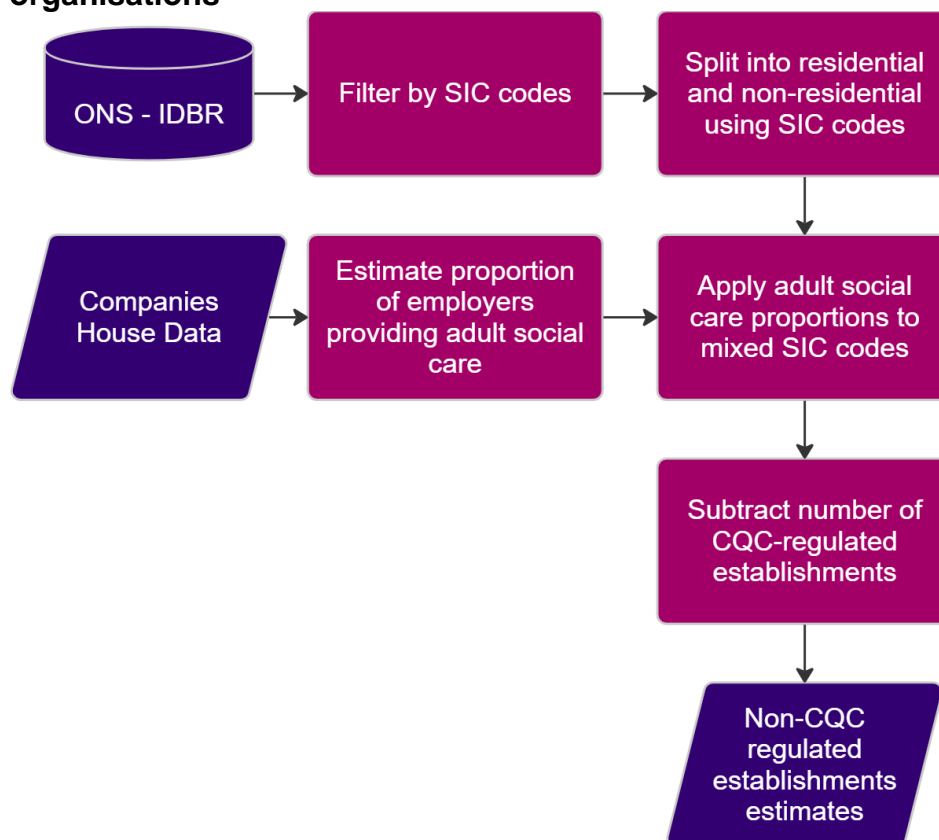 organisations
ONS - IDBR
Filter by SIC codes
Split into residential
and non-residential
using SIC codes
Companies
House Data
Estimate proportion
of employers
providing adult social
care
Apply adult social
care proportions to
mixed SIC codes
Subtract number of
CQC-regulated
establishments
Non-CQC
regulated
establishments
estimates